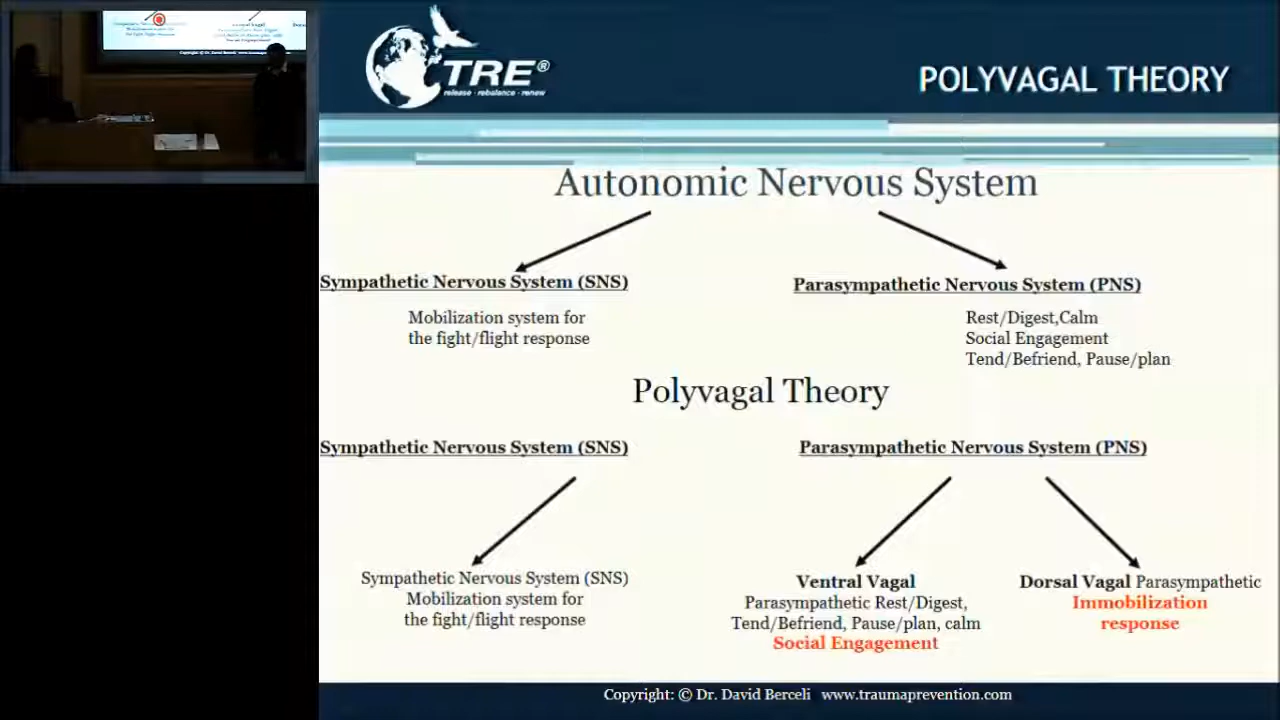 TRE®
release · rebalance · renew
POLYVAGAL THEORY
Autonomic Nervous System
Sympathetic Nervous System (SNS)
Mobilization system for
the fight/flight response
Parasympathetic Nervous System (PNS)
Rest/Digest,Calm
Social Engagement
Tend/Befriend, Pause/plan
Polyvagal Theory
Sympathetic Nervous System (SNS)
Parasympathetic Nervous System (PNS)
Sympathetic Nervous System (SNS)
Mobilization system for
the fight/flight response
Ventral Vagal
Parasympathetic Rest/Digest,
Tend/Befriend, Pause/plan, calm
Social Engagement
Dorsal Vagal Parasympathetic
Immobilization
response
Copyright: © Dr. David Berceli www.traumaprevention.com